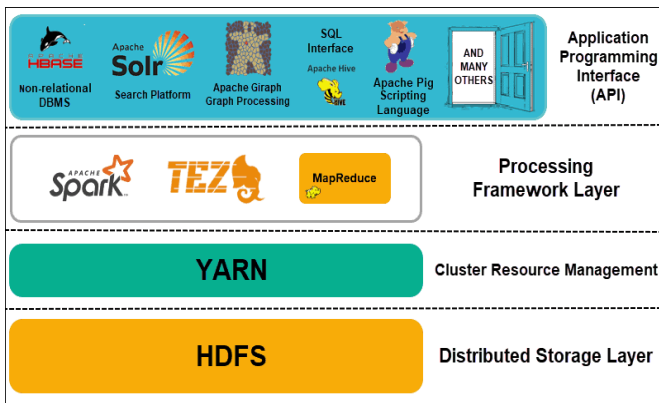 APACHE
HBASE
Non-relational
DBMS
Apache
Solr
Search Platform
Apache Giraph
Graph Processing
SQL
Interface
Apache Hive
HIVE
Apache Pig
Scripting
Language
AND
MANY
OTHERS
Application
Programming
Interface
(API)
APACHE
Spark
TEZ
MapReduce
Processing
Framework Layer
YARN
Cluster Resource Management
HDFS
Distributed Storage Layer